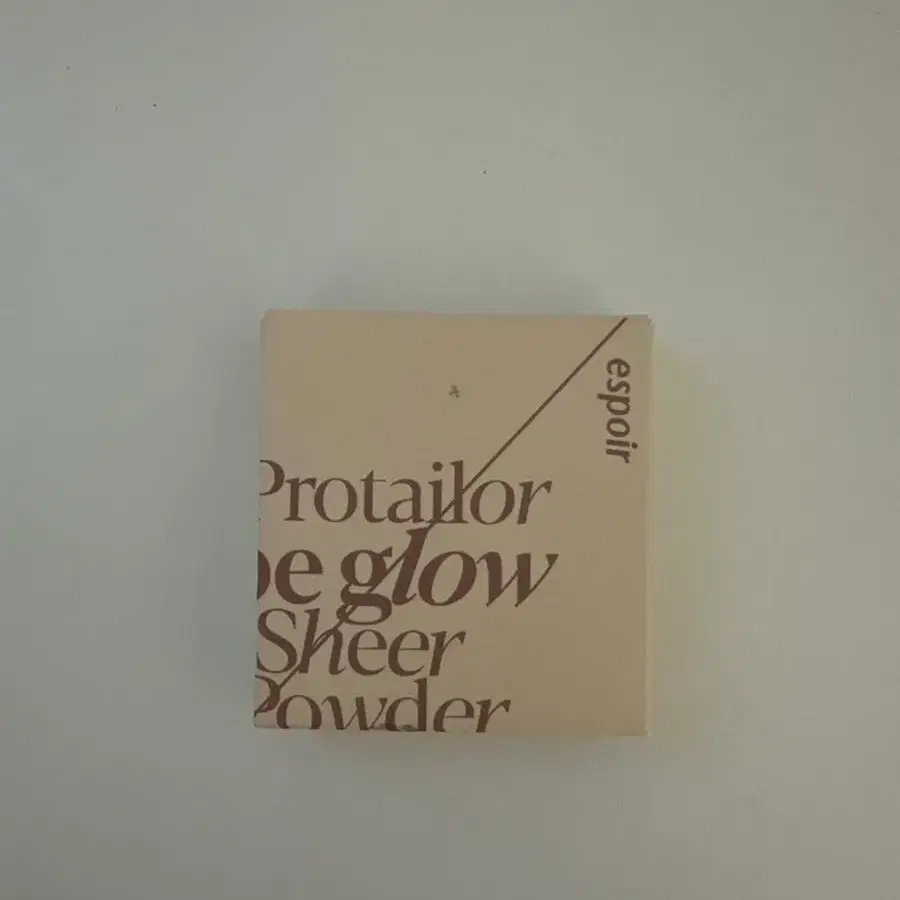 espoir
Protailor
be glow
Sheer
Powder